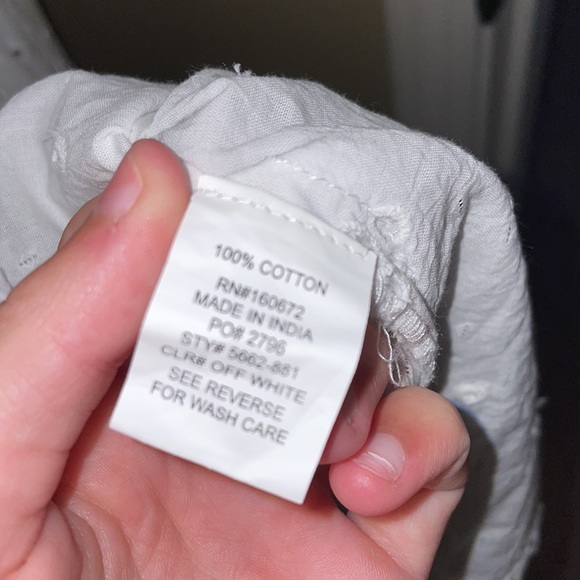 100% COTTON
RN#160672
MADE IN INDIA
PO# 2796
STY# 5662-551
CLR# OFF WHITE
SEE REVERSE
FOR WASH CARE